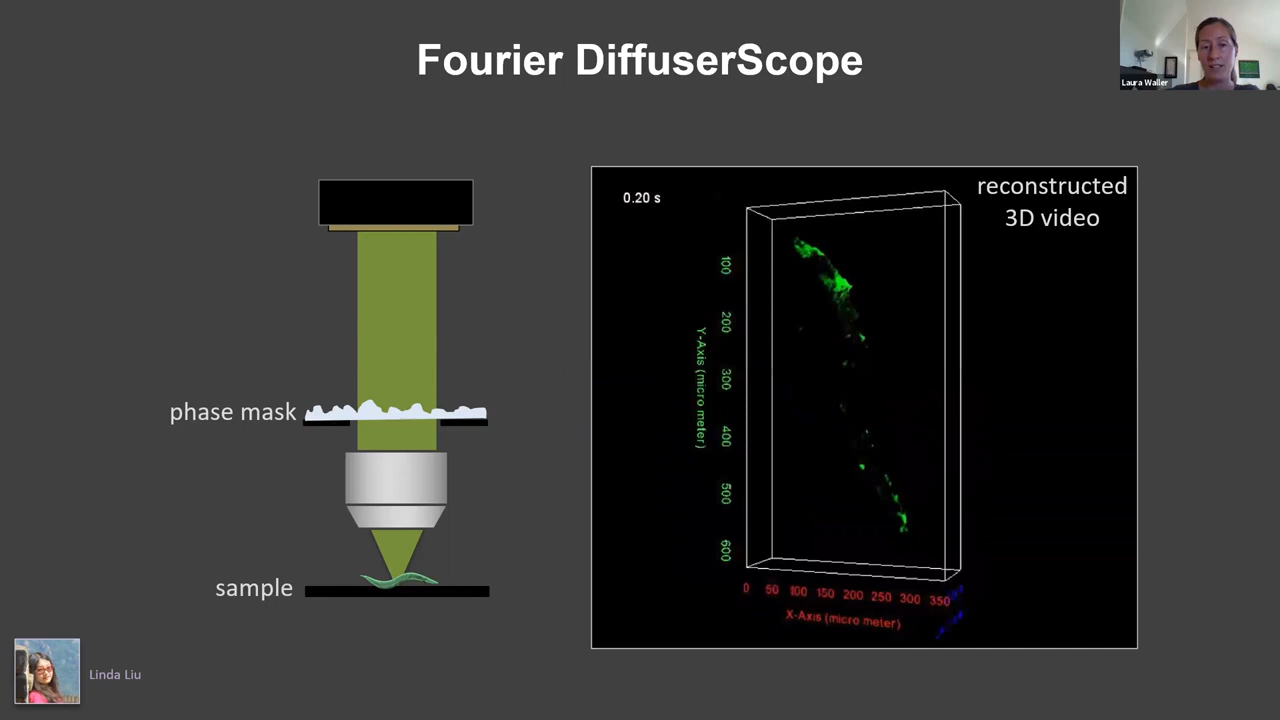 Fourier DiffuserScope
Laura Waller
reconstructed
3D video
0.20 s
100
200
300
400
500
600
Y-Axis (micro meter)
0 50 100 150 200 250 300 350
X-Axis (micro meter)
phase mask
sample
Linda Liu